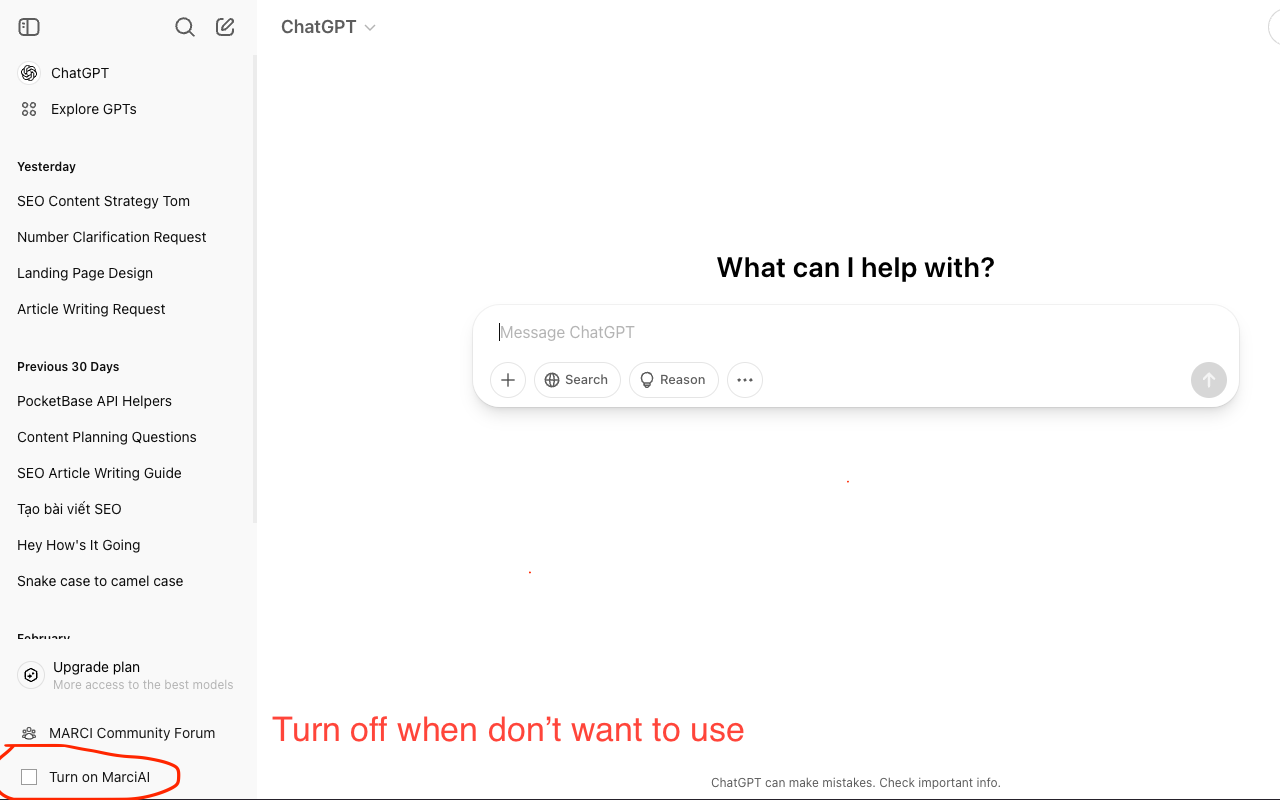 ChatGPT
ChatGPT
Explore GPTs
Yesterday
SEO Content Strategy Tom
Number Clarification Request
Landing Page Design
Article Writing Request
Previous 30 Days
PocketBase API Helpers
Content Planning Questions
SEO Article Writing Guide
Tạo bài viết SEO
Hey How's It Going
Snake case to camel case
February
Upgrade plan
More access to the best models
MARCI Community Forum
Turn on MarciAI
What can I help with?
Message ChatGPT
Search
Reason
Turn off when don’t want to use
ChatGPT can make mistakes. Check important info.